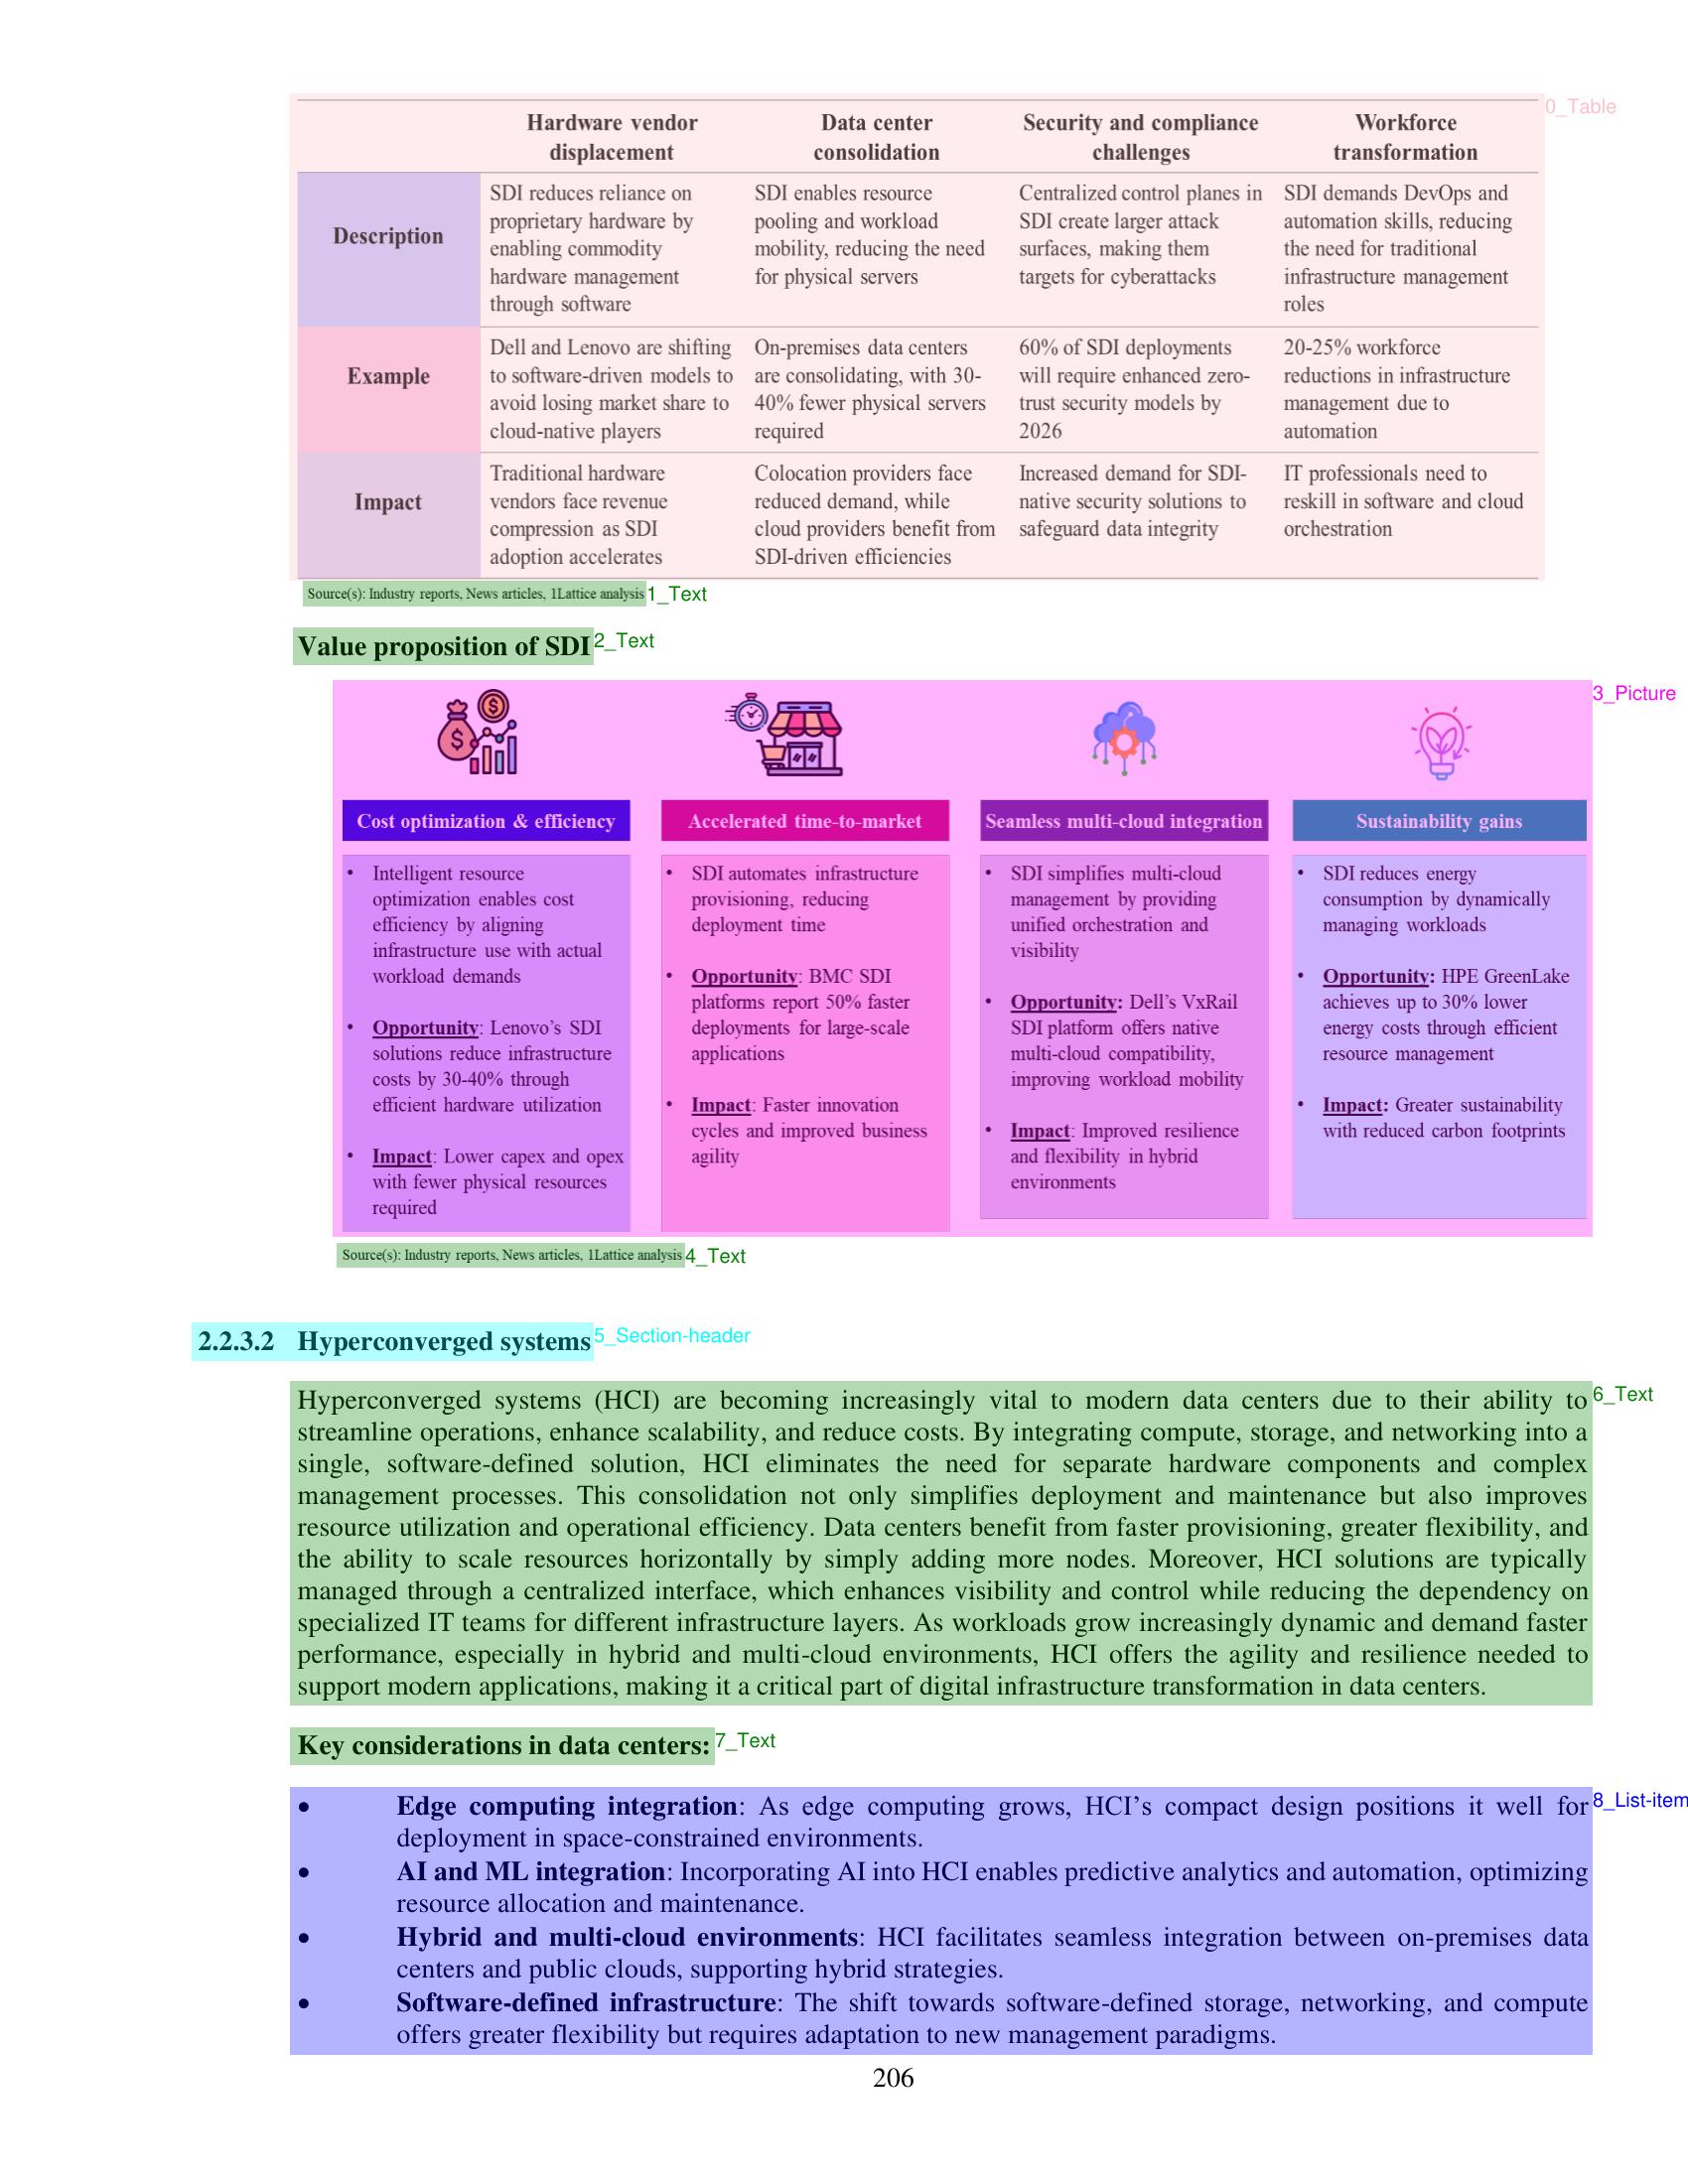 0_Table
Hardware vendor
displacement
Data center
consolidation
Security and compliance
challenges
Workforce
transformation
Description
SDI reduces reliance on
proprietary hardware by
enabling commodity
hardware management
through software
SDI enables resource
pooling and workload
mobility, reducing the need
for physical servers
Centralized control planes in
SDI create larger attack
surfaces, making them
targets for cyberattacks
SDI demands DevOps and
automation skills, reducing
the need for traditional
infrastructure management
roles
Example
Dell and Lenovo are shifting
to software-driven models to
avoid losing market share to
cloud-native players
On-premises data centers
are consolidating, with 30-
40% fewer physical servers
required
60% of SDI deployments
will require enhanced zero-
trust security models by
2026
20-25% workforce
reductions in infrastructure
management due to
automation
Impact
Traditional hardware
vendors face revenue
compression as SDI
adoption accelerates
Colocation providers face
reduced demand, while
cloud providers benefit from
SDI-driven efficiencies
Increased demand for SDI-
native security solutions to
safeguard data integrity
IT professionals need to
reskill in software and cloud
orchestration
Source(s): Industry reports, News articles, 1Lattice analysis 1_Text
Value proposition of SDI 2_Text
3_Picture
Cost optimization & efficiency
• Intelligent resource
optimization enables cost
efficiency by aligning
infrastructure use with actual
workload demands
• Opportunity: Lenovo's SDI
solutions reduce infrastructure
costs by 30-40% through
efficient hardware utilization
• Impact: Lower capex and opex
with fewer physical resources
required
Accelerated time-to-market
• SDI automates infrastructure
provisioning, reducing
deployment time
• Opportunity: BMC SDI
platforms report 50% faster
deployments for large-scale
applications
• Impact: Faster innovation
cycles and improved business
agility
Seamless multi-cloud integration
• SDI simplifies multi-cloud
management by providing
unified orchestration and
visibility
• Opportunity: Dell's VxRail
SDI platform offers native
multi-cloud compatibility,
improving workload mobility
• Impact: Improved resilience
and flexibility in hybrid
environments
Sustainability gains
• SDI reduces energy
consumption by dynamically
managing workloads
• Opportunity: HPE GreenLake
achieves up to 30% lower
energy costs through efficient
resource management
• Impact: Greater sustainability
with reduced carbon footprints
Source(s): Industry reports, News articles, 1Lattice analysis 4_Text
2.2.3.2 Hyperconverged systems 5_Section-header
Hyperconverged systems (HCI) are becoming increasingly vital to modern data centers due to their ability to 6_Text
streamline operations, enhance scalability, and reduce costs. By integrating compute, storage, and networking into a
single, software-defined solution, HCI eliminates the need for separate hardware components and complex
management processes. This consolidation not only simplifies deployment and maintenance but also improves
resource utilization and operational efficiency. Data centers benefit from faster provisioning, greater flexibility, and
the ability to scale resources horizontally by simply adding more nodes. Moreover, HCI solutions are typically
managed through a centralized interface, which enhances visibility and control while reducing the dependency on
specialized IT teams for different infrastructure layers. As workloads grow increasingly dynamic and demand faster
performance, especially in hybrid and multi-cloud environments, HCI offers the agility and resilience needed to
support modern applications, making it a critical part of digital infrastructure transformation in data centers.
Key considerations in data centers: 7_Text
• Edge computing integration: As edge computing grows, HCI's compact design positions it well for 8_List-item
deployment in space-constrained environments.
• AI and ML integration: Incorporating AI into HCI enables predictive analytics and automation, optimizing
resource allocation and maintenance.
• Hybrid and multi-cloud environments: HCI facilitates seamless integration between on-premises data
centers and public clouds, supporting hybrid strategies.
• Software-defined infrastructure: The shift towards software-defined storage, networking, and compute
offers greater flexibility but requires adaptation to new management paradigms.
206